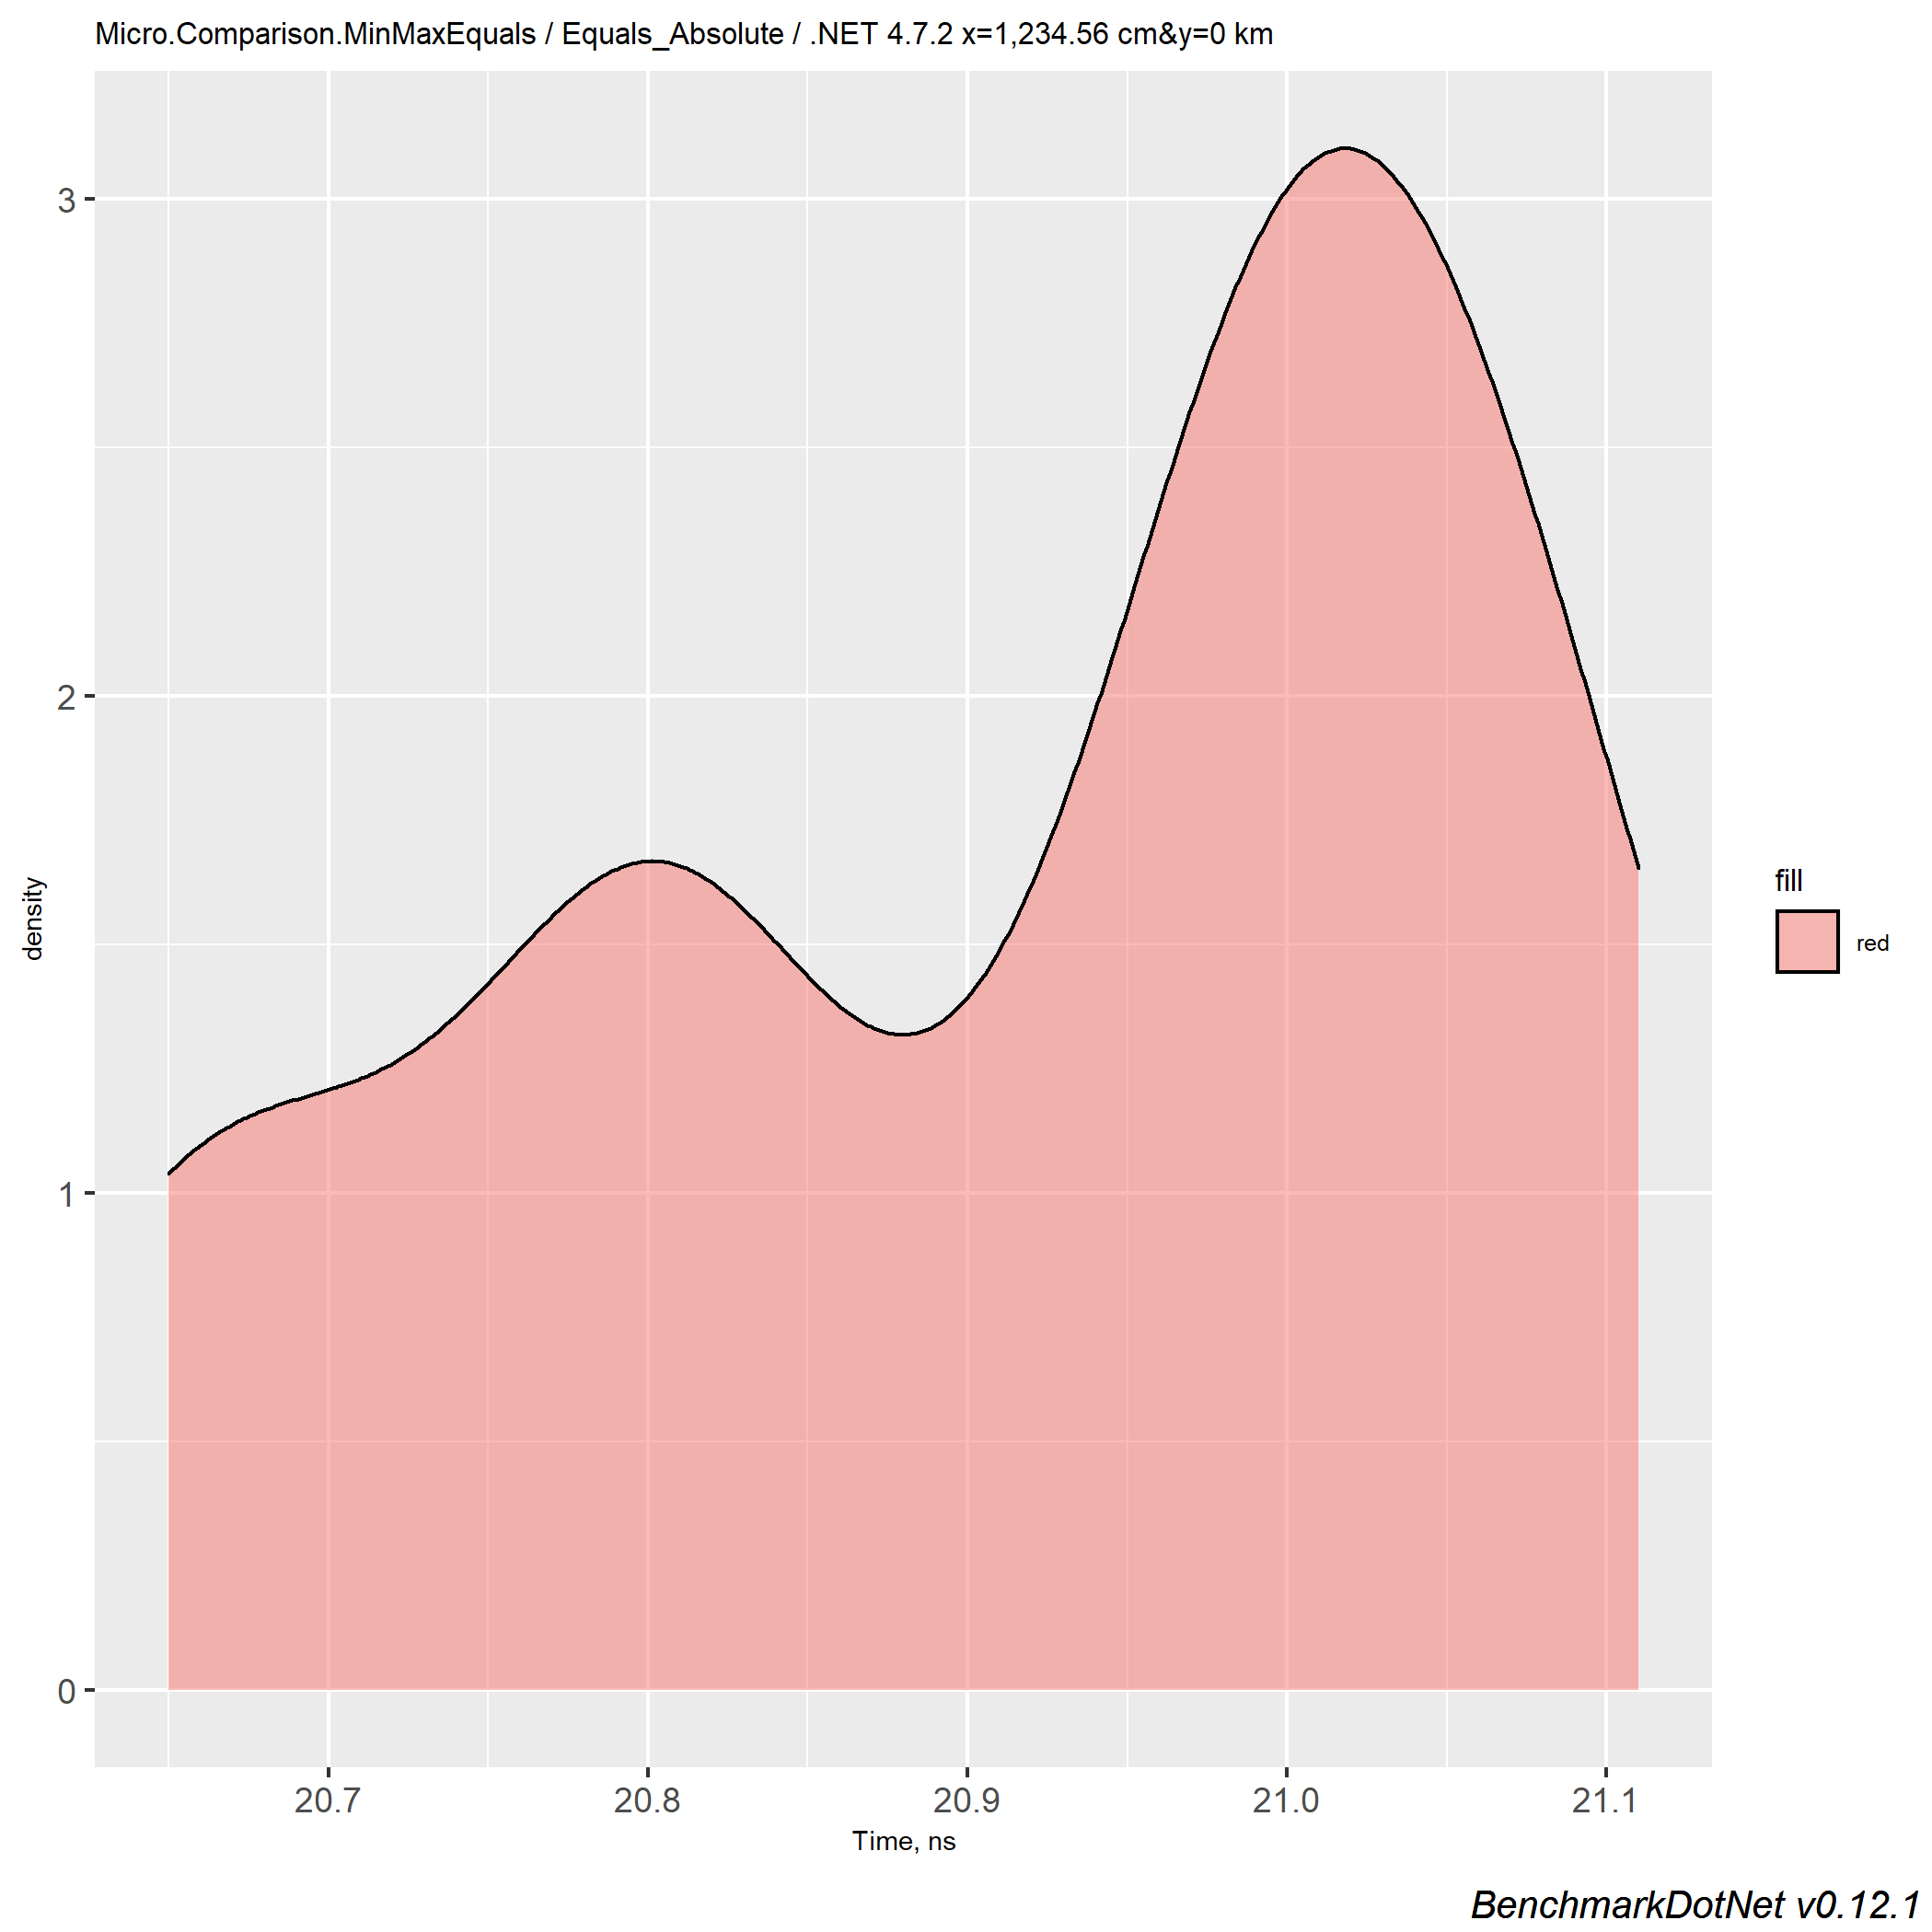 Micro.Comparison.MinMaxEquals / Equals_Absolute / .NET 4.7.2 x=1,234.56 cm&y=0 km
3
2
1
0
density
20.7 20.8 20.9 21.0 21.1
Time, ns
fill
red
BenchmarkDotNet v0.12.1